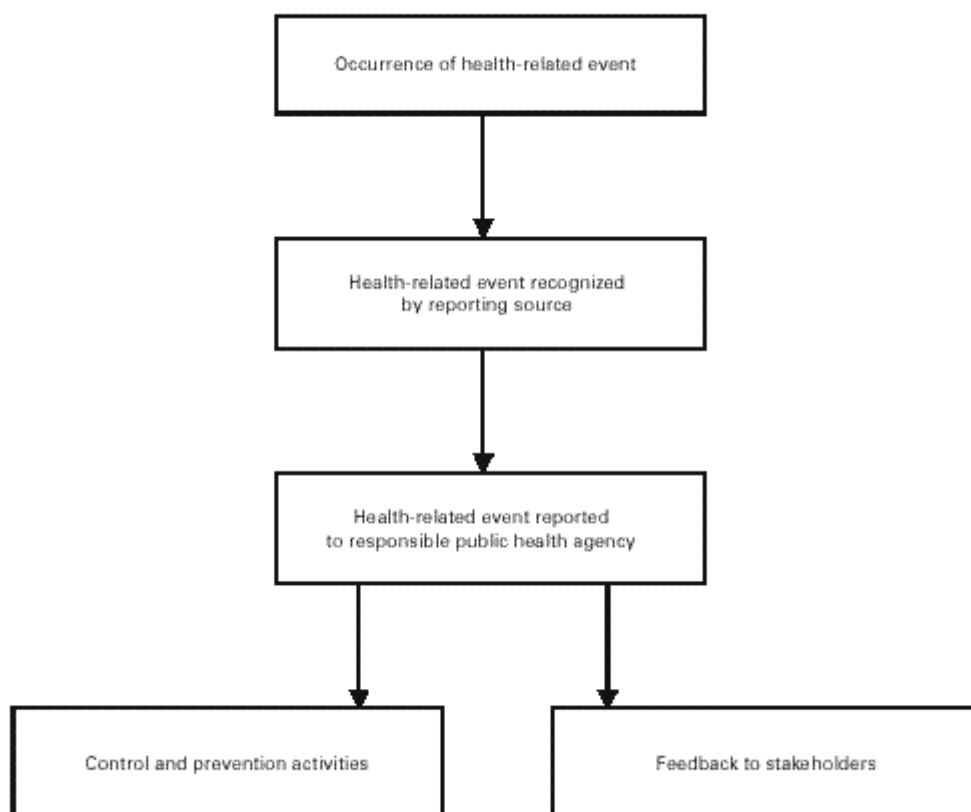 Occurrence of health-related event
Health-related event recognized
by reporting source
Health-related event reported
to responsible public health agency
Control and prevention activities
Feedback to stakeholders